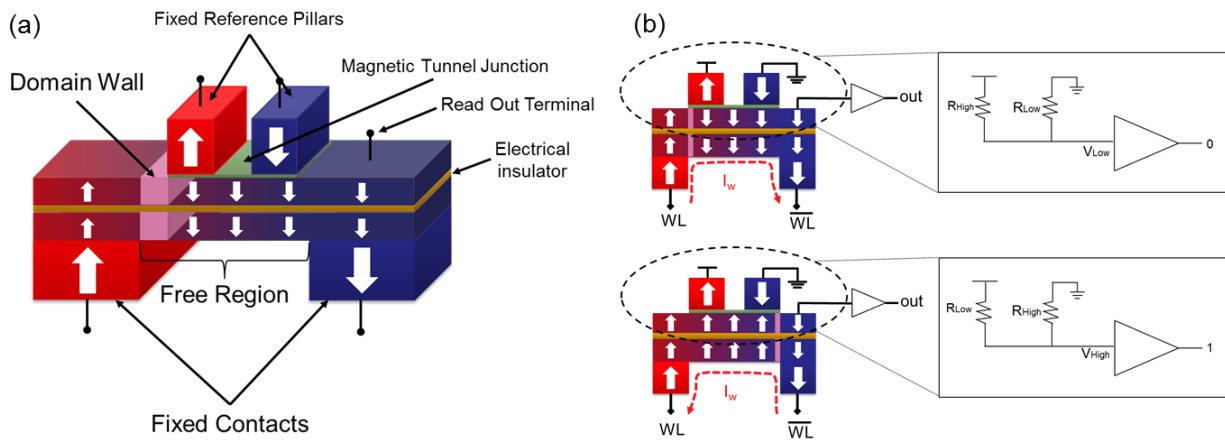 (a)
Fixed Reference Pillars
Magnetic Tunnel Junction
Domain Wall
Read Out Terminal
Electrical
insulator
Free Region
Fixed Contacts
(b)
out
Iw
WL
WL
RHigh
RLow
VLow
0
out
Iw
WL
WL
RLow
RHigh
VHigh
1